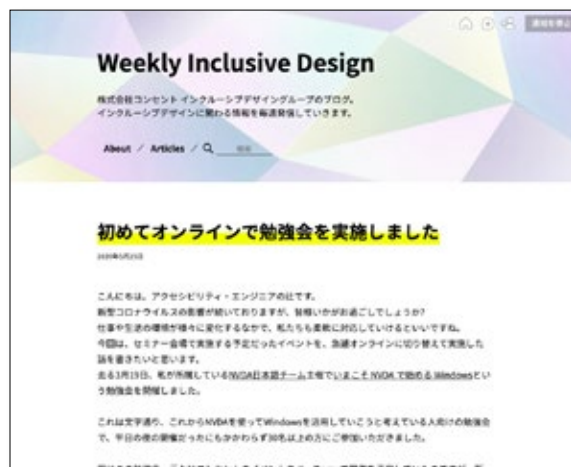 Weekly Inclusive Design
株式会社コンセント インクルーシブデザイングループのブログ。
インクルーシブデザインに関わる情報を毎週発信していきます。
About / Articles / 検索
初めてオンラインで勉強会を実施しました
こんにちは。アクセシビリティ・エンジニアの辻です。
新型コロナウイルスの影響が続いておりますが、皆様いかがお過ごしでしょうか?
仕事や生活の環境が様々に変化するなかで、私たちも柔軟に対応していけるといいですね。
今回は、セミナー会場で実施する予定だったイベントを、急遽オンラインに切り替えて実施した
話を書きたいと思います。
去る3月19日、私が所属しているNVDA日本語チーム主催でいまこそ NVDA で始める Windowsとい
う勉強会を開催しました。
これは文字通り、これからNVDAを使ってWindowsを活用していこうと考えている人向けの勉強会
で、平日の夜の開催だったにもかかわらず30名以上の方にご参加いただきました。